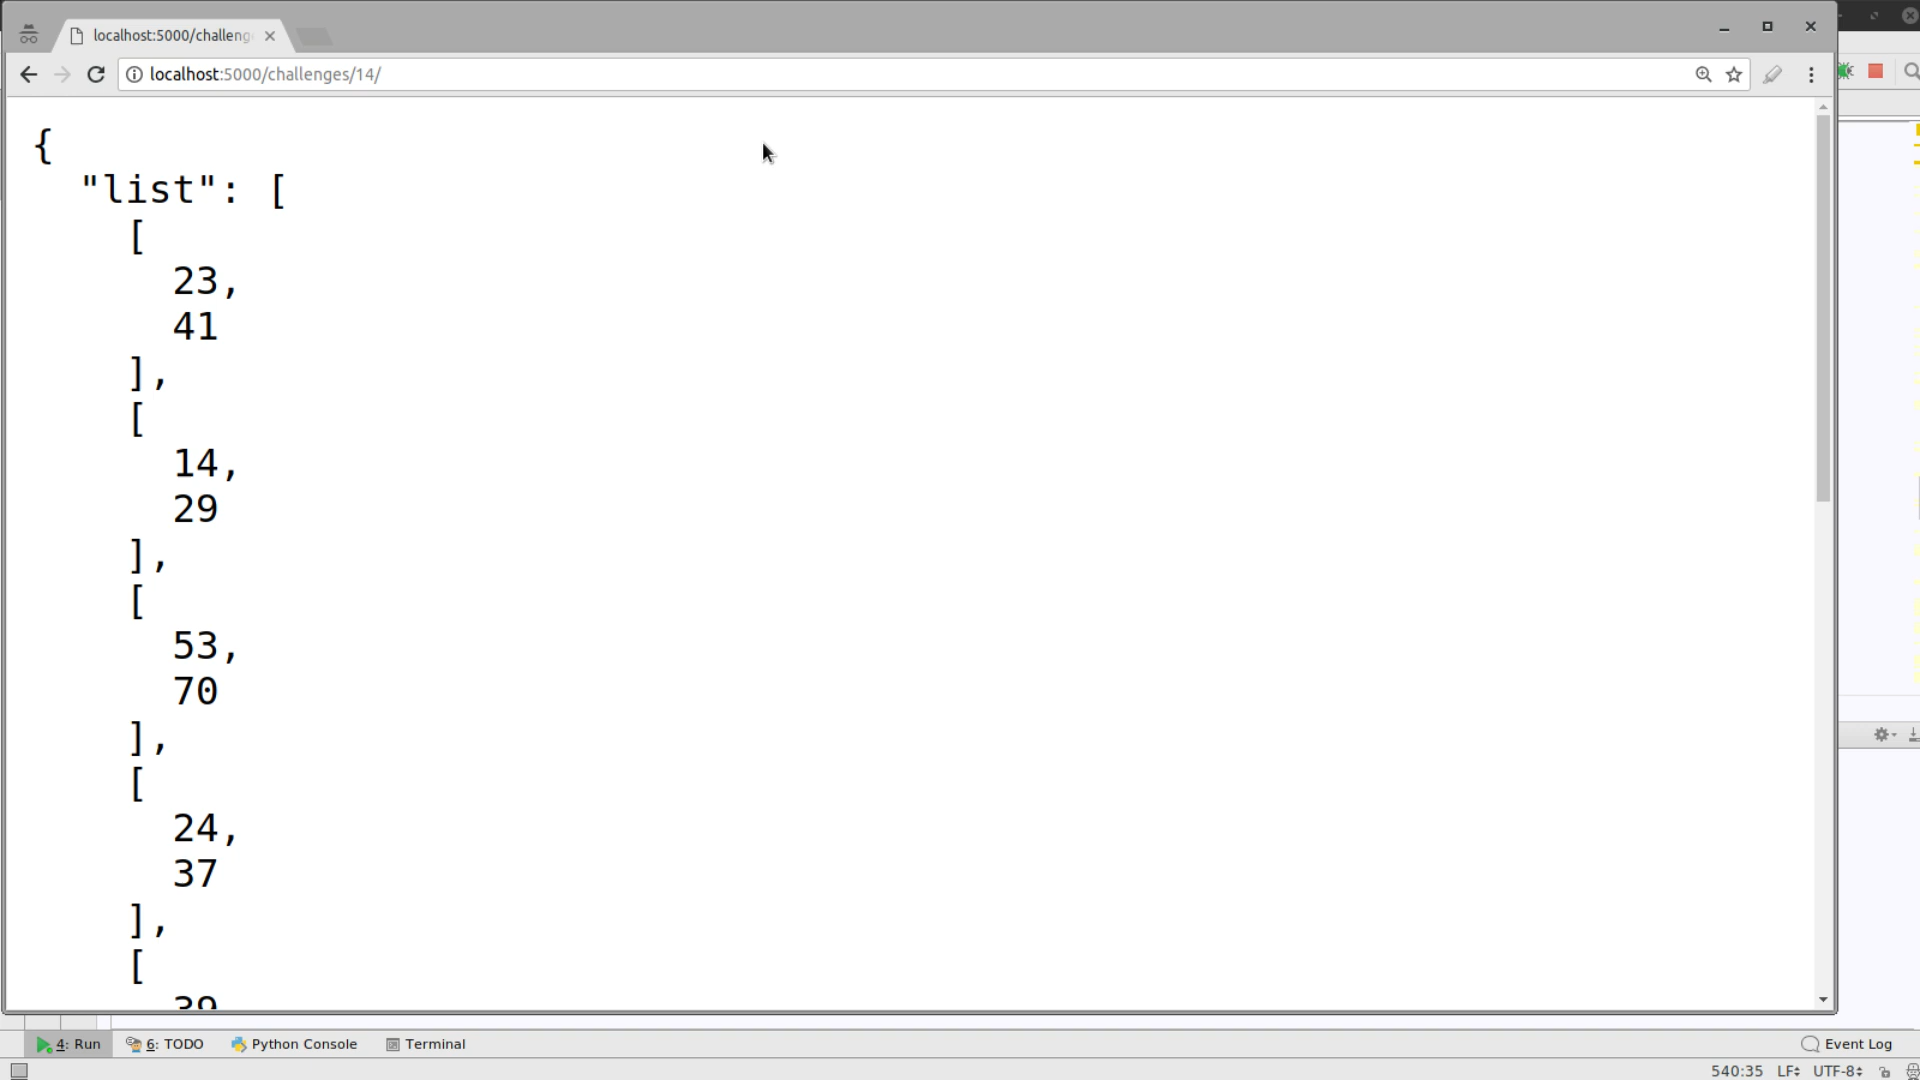 localhost:5000/challeng
localhost:5000/challenges/14/
{
"list": [
[
23,
41
],
[
14,
29
],
[
53,
70
],
[
24,
37
],
[
39
4: Run
6: TODO
Python Console
Terminal
Event Log
540:35
LF
UTF-8